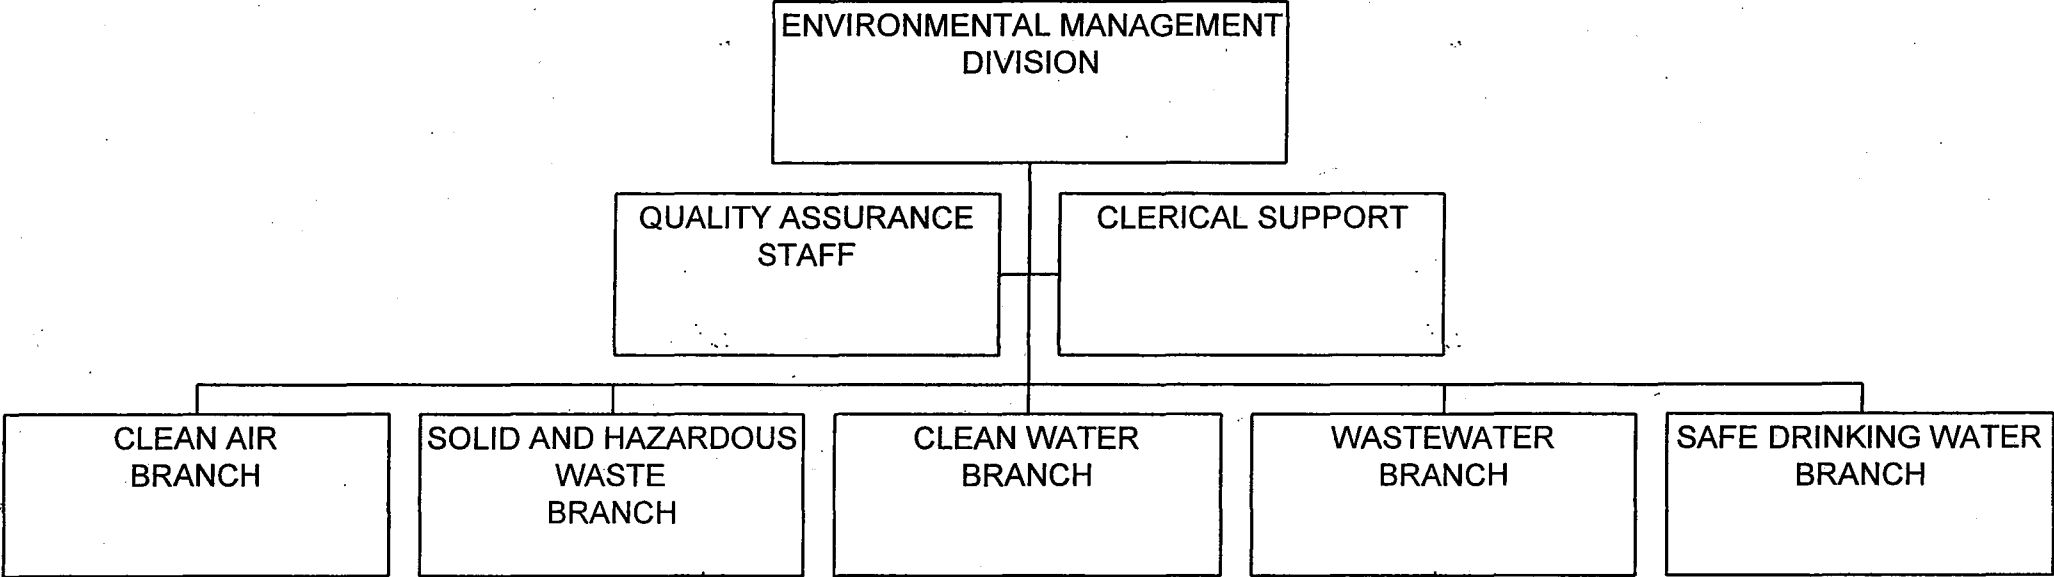 ENVIRONMENTAL MANAGEMENT
DIVISION
QUALITY ASSURANCE
STAFF
CLERICAL SUPPORT
CLEAN AIR
BRANCH
SOLID AND HAZARDOUS
WASTE
BRANCH
CLEAN WATER
BRANCH
WASTEWATER
BRANCH
SAFE DRINKING WATER
BRANCH